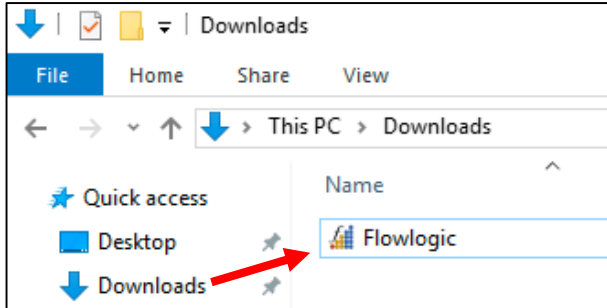 Downloads
File Home Share View
This PC > Downloads
Quick access
Name
Desktop
Flowlogic
Downloads